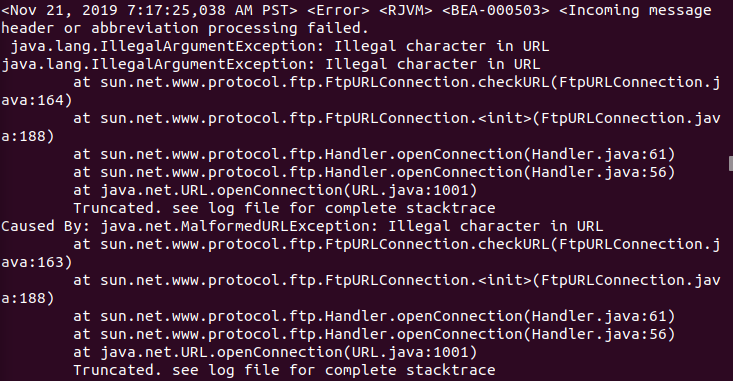 <Nov 21, 2019 7:17:25,038 AM PST> <Error> <RJVM> <BEA-000503> <Incoming message
header or abbreviation processing failed.
 java.lang.IllegalArgumentException: Illegal character in URL
java.lang.IllegalArgumentException: Illegal character in URL
        at sun.net.www.protocol.ftp.FtpURLConnection.checkURL(FtpURLConnection.j
ava:164)
        at sun.net.www.protocol.ftp.FtpURLConnection.<init>(FtpURLConnection.jav
a:188)
        at sun.net.www.protocol.ftp.Handler.openConnection(Handler.java:61)
        at sun.net.www.protocol.ftp.Handler.openConnection(Handler.java:56)
        at java.net.URL.openConnection(URL.java:1001)
        Truncated. see log file for complete stacktrace
Caused By: java.net.MalformedURLException: Illegal character in URL
        at sun.net.www.protocol.ftp.FtpURLConnection.checkURL(FtpURLConnection.j
ava:163)
        at sun.net.www.protocol.ftp.FtpURLConnection.<init>(FtpURLConnection.jav
a:188)
        at sun.net.www.protocol.ftp.Handler.openConnection(Handler.java:61)
        at sun.net.www.protocol.ftp.Handler.openConnection(Handler.java:56)
        at java.net.URL.openConnection(URL.java:1001)
        Truncated. see log file for complete stacktrace